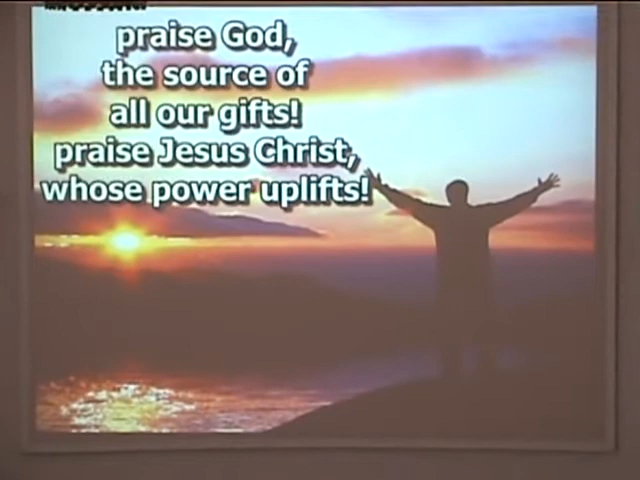 praise God,
the source of
all our gifts!
praise Jesus Christ,
whose power uplifts!